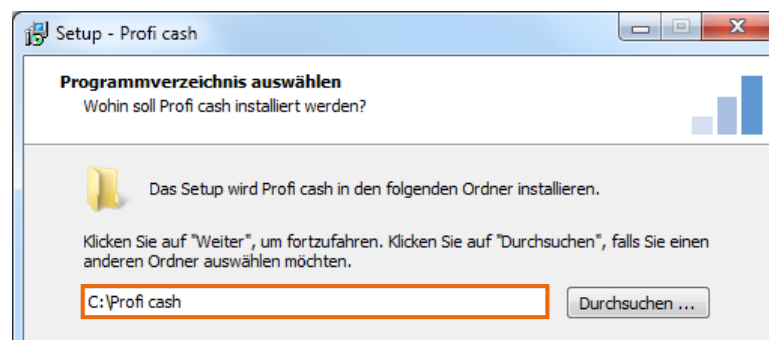 Setup - Profi cash
Programmverzeichnis auswählen
Wohin soll Profi cash installiert werden?
Das Setup wird Profi cash in den folgenden Ordner installieren.
Klicken Sie auf "Weiter", um fortzufahren. Klicken Sie auf "Durchsuchen", falls Sie einen
anderen Ordner auswählen möchten.
C:\Profi cash
Durchsuchen ...